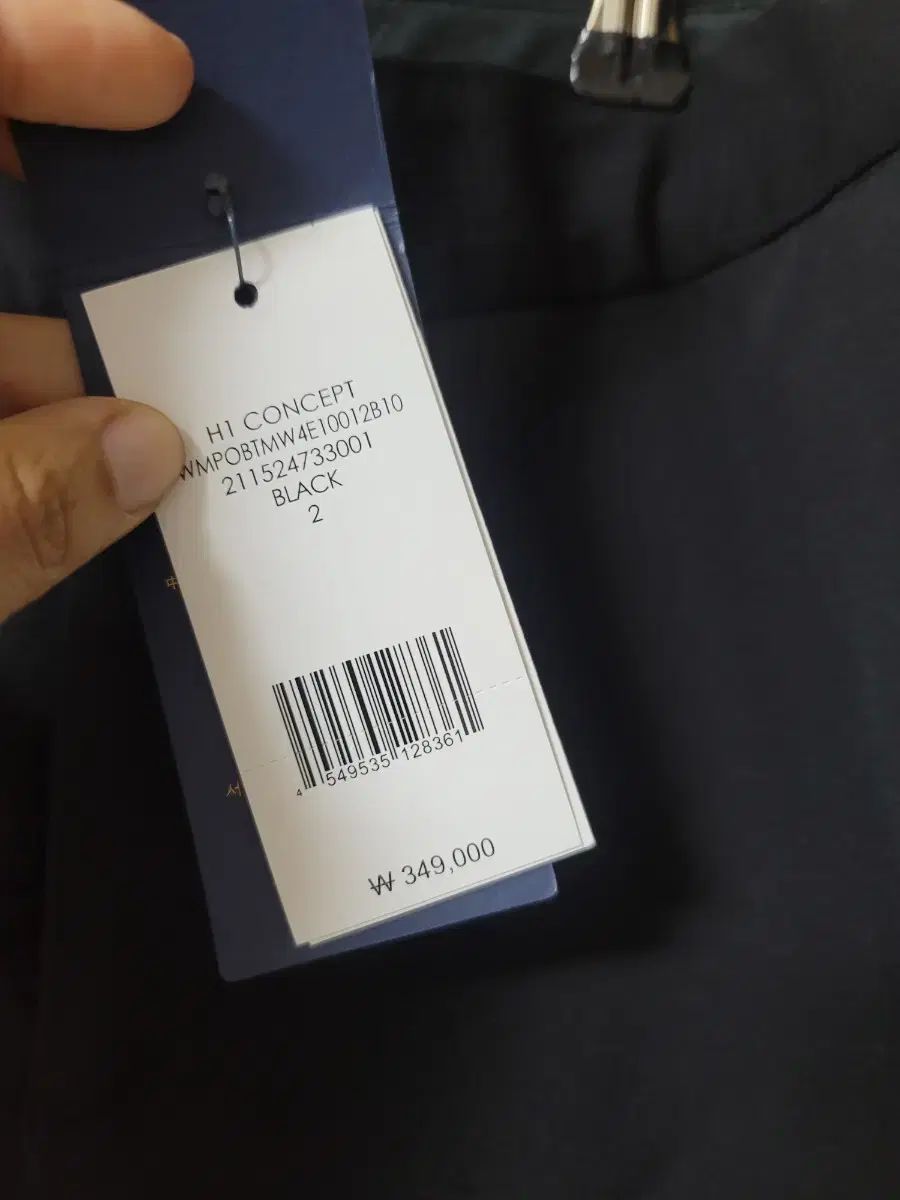 H1 CONCEPT
WMPOBTMW4E10012B10
211524733001
BLACK
2
4 549535 128361
₩ 349,000